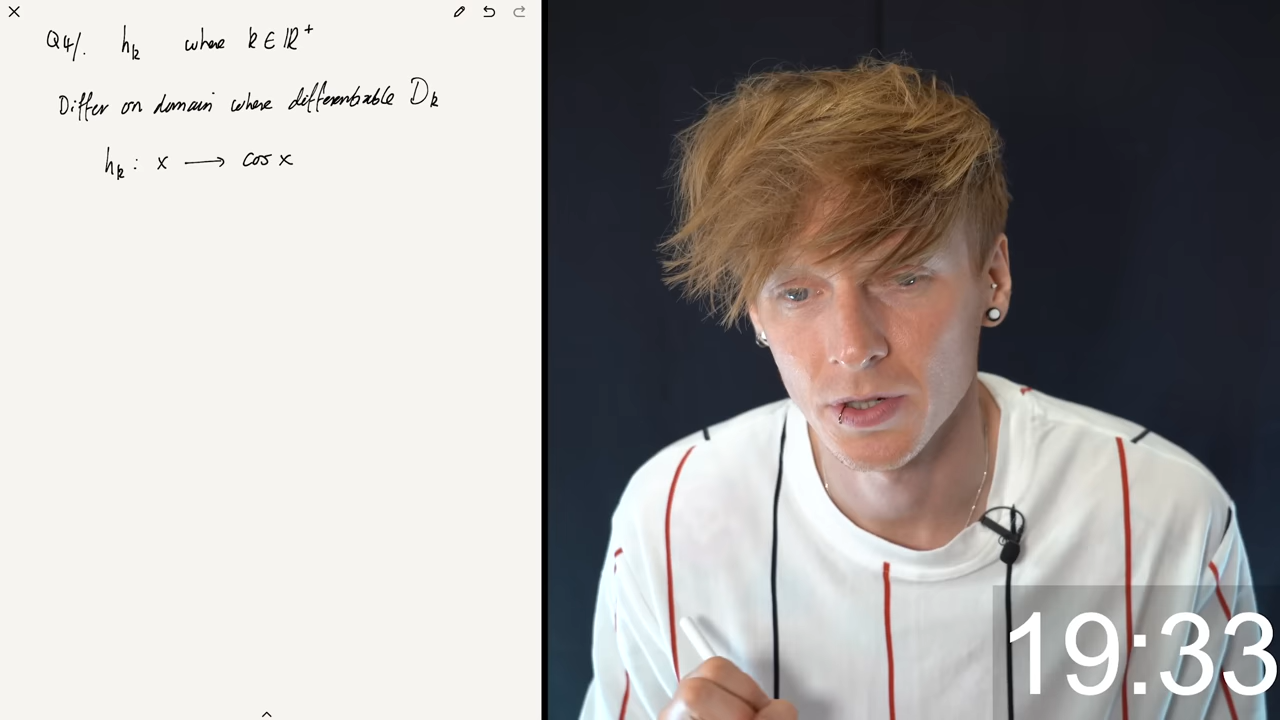 Q4/. h_k where k ∈ ℝ⁺
Differ on domain where differentiable D_k
h_k : x ⟶ cos x
19:33